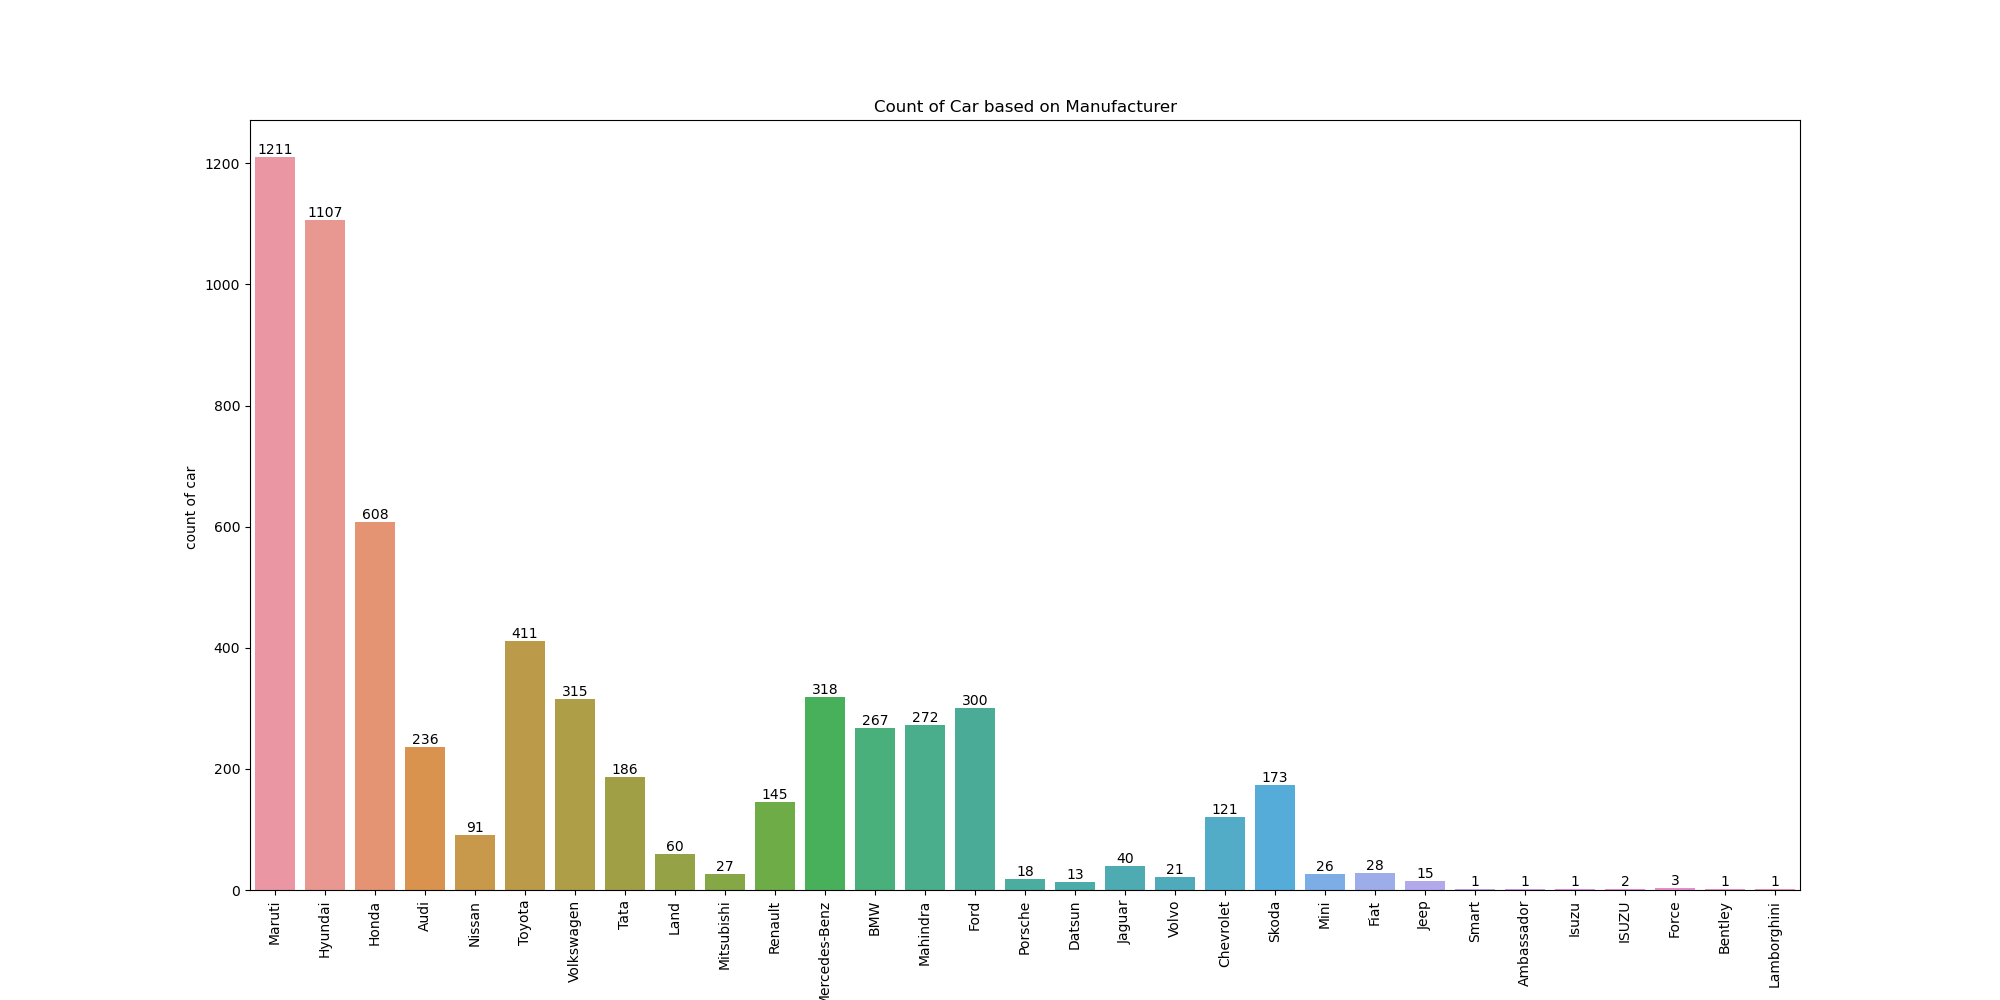 Count of Car based on Manufacturer
count of car
1200
1000
800
600
400
200
0
1211
1107
608
236
91
411
315
186
60
27
145
318
267
272
300
18
13
40
21
121
173
26
28
15
1
1
1
2
3
1
1
Maruti
Hyundai
Honda
Audi
Nissan
Toyota
Volkswagen
Tata
Land
Mitsubishi
Renault
Mercedes-Benz
BMW
Mahindra
Ford
Porsche
Datsun
Jaguar
Volvo
Chevrolet
Skoda
Mini
Fiat
Jeep
Smart
Ambassador
Isuzu
ISUZU
Force
Bentley
Lamborghini